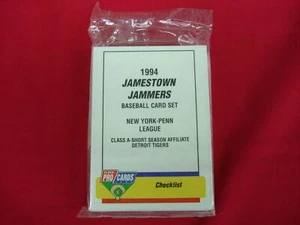 1994
JAMESTOWN
JAMMERS
BASEBALL CARD SET
NEW YORK-PENN
LEAGUE
CLASS A-SHORT SEASON AFFILIATE
DETROIT TIGERS
PRO CARDS
Checklist